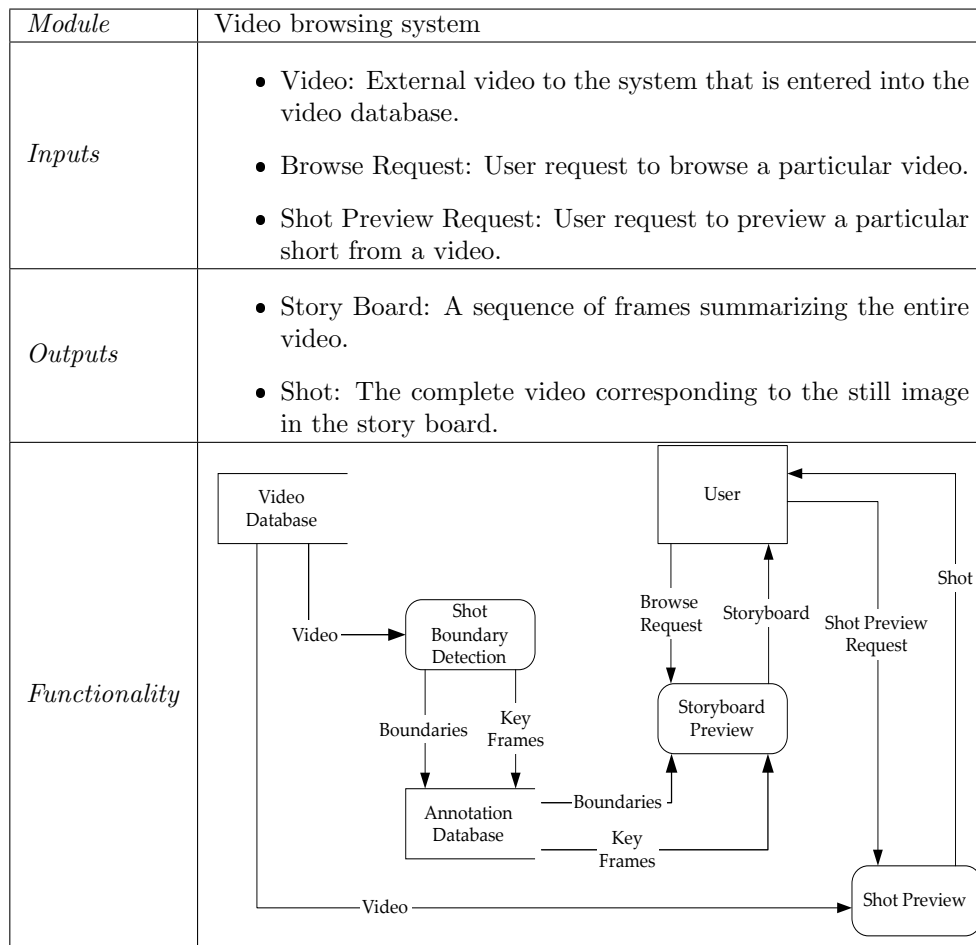 Module Video browsing system
Inputs
• Video: External video to the system that is entered into the
video database.
• Browse Request: User request to browse a particular video.
• Shot Preview Request: User request to preview a particular
short from a video.
Outputs
• Story Board: A sequence of frames summarizing the entire
video.
• Shot: The complete video corresponding to the still image
in the story board.
Functionality
Video
Database
User
Shot
Boundary
Detection
Video
Browse
Request
Storyboard
Shot Preview
Request
Shot
Boundaries
Key
Frames
Storyboard
Preview
Annotation
Database
Boundaries
Key
Frames
Video
Shot Preview